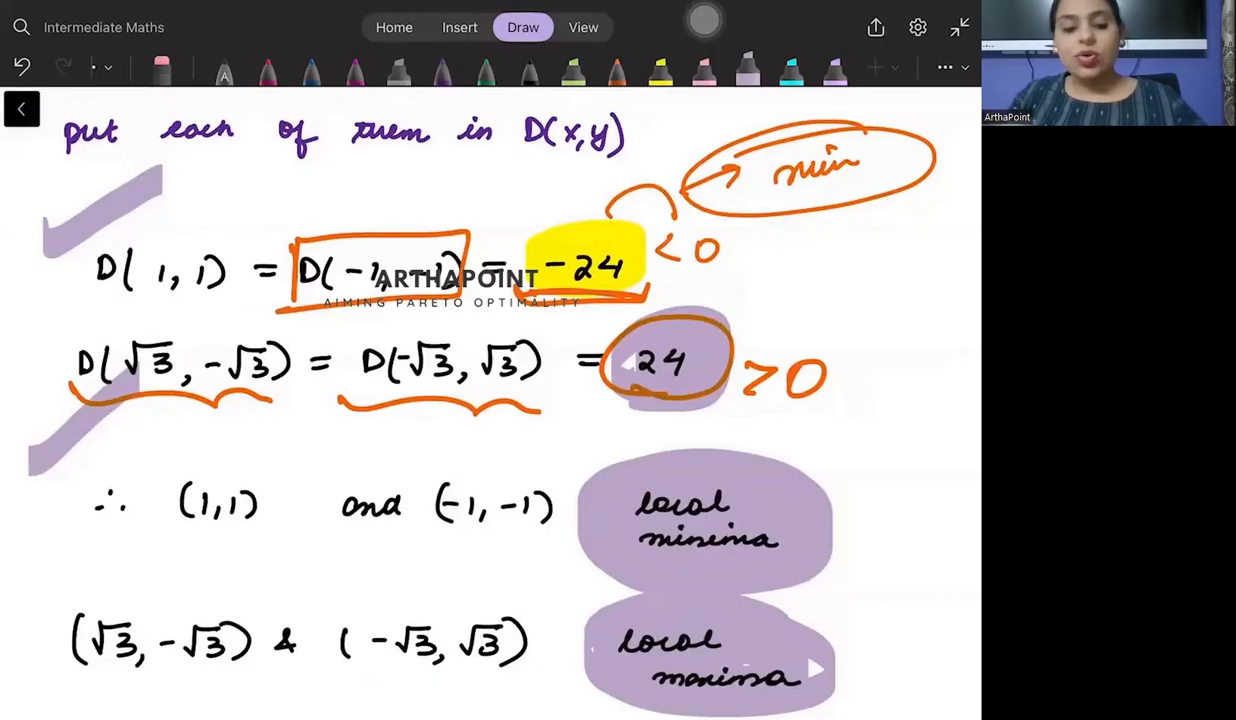 Intermediate Maths
Home Insert Draw View
A
ArthaPoint
put each of them in D(x,y)
min
D(1,1) = D(-1,-1) = -24 < 0
ARTHAPOINT
AIMING PARETO OPTIMALITY
D(√3, -√3) = D(-√3, √3) = 24 > 0
∴ (1,1) and (-1,-1) local
minima
(√3, -√3) & (-√3, √3) local
maxima